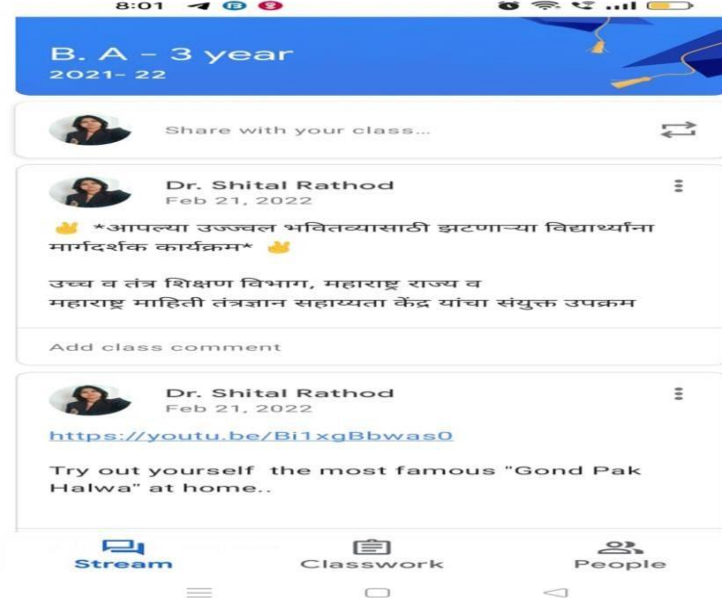 8:01
B. A - 3 year
2021- 22
Share with your class...
Dr. Shital Rathod
Feb 21, 2022
✌ *आपल्या उज्ज्वल भवितव्यासाठी झटणाऱ्या विद्यार्थ्यांना
मार्गदर्शक कार्यक्रम* ✌
उच्च व तंत्र शिक्षण विभाग, महाराष्ट्र राज्य व
महाराष्ट्र माहिती तंत्रज्ञान सहाय्यता केंद्र यांचा संयुक्त उपक्रम
Add class comment
Dr. Shital Rathod
Feb 21, 2022
https://youtu.be/Bi1xgBbwas0
Try out yourself the most famous "Gond Pak
Halwa" at home..
Stream Classwork People